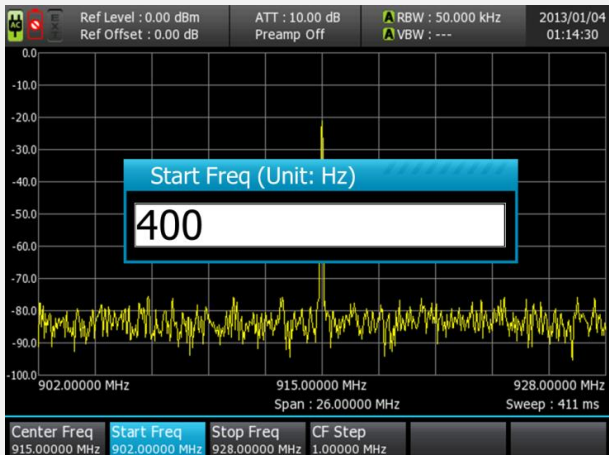 AC
EXT
Ref Level : 0.00 dBm
ATT : 10.00 dB
A RBW : 50.000 kHz
2013/01/04
Ref Offset : 0.00 dB
Preamp Off
A VBW : ---
01:14:30
0.0
-10.0
-20.0
-30.0
-40.0
-50.0
-60.0
-70.0
-80.0
-90.0
-100.0
Start Freq (Unit: Hz)
400
902.00000 MHz
915.00000 MHz
928.00000 MHz
Span : 26.00000 MHz
Sweep : 411 ms
Center Freq
915.00000 MHz
Start Freq
902.00000 MHz
Stop Freq
928.00000 MHz
CF Step
1.00000 MHz